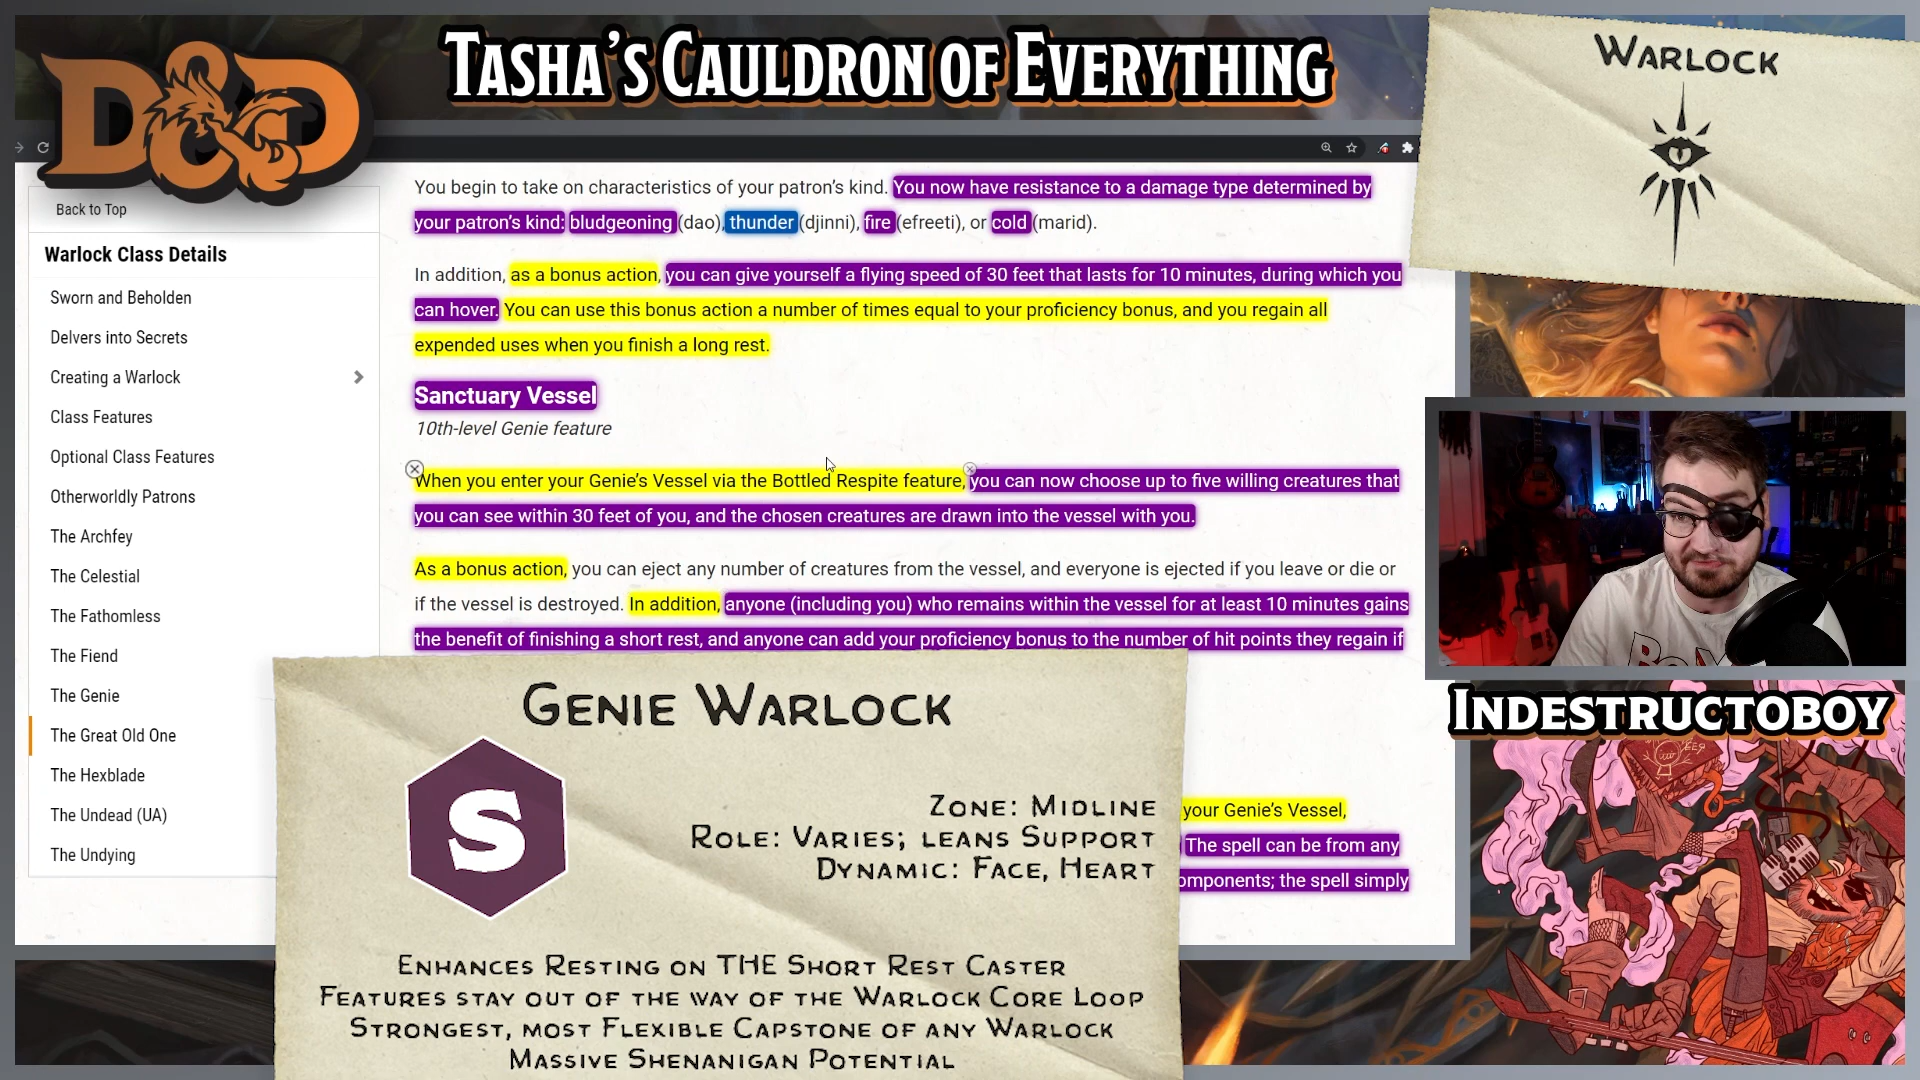 D&D
TASHA'S CAULDRON OF EVERYTHING
WARLOCK
Back to Top
Warlock Class Details
Sworn and Beholden
Delvers into Secrets
Creating a Warlock
Class Features
Optional Class Features
Otherworldly Patrons
The Archfey
The Celestial
The Fathomless
The Fiend
The Genie
The Great Old One
The Hexblade
The Undead (UA)
The Undying
You begin to take on characteristics of your patron's kind. You now have resistance to a damage type determined by
your patron's kind: bludgeoning (dao), thunder (djinni), fire (efreeti), or cold (marid).
In addition, as a bonus action, you can give yourself a flying speed of 30 feet that lasts for 10 minutes, during which you
can hover. You can use this bonus action a number of times equal to your proficiency bonus, and you regain all
expended uses when you finish a long rest.
Sanctuary Vessel
10th-level Genie feature
When you enter your Genie's Vessel via the Bottled Respite feature, you can now choose up to five willing creatures that
you can see within 30 feet of you, and the chosen creatures are drawn into the vessel with you.
As a bonus action, you can eject any number of creatures from the vessel, and everyone is ejected if you leave or die or
if the vessel is destroyed. In addition, anyone (including you) who remains within the vessel for at least 10 minutes gains
the benefit of finishing a short rest, and anyone can add your proficiency bonus to the number of hit points they regain if
your Genie's Vessel,
The spell can be from any
omponents; the spell simply
GENIE WARLOCK
S
ZONE: MIDLINE
ROLE: VARIES; LEANS SUPPORT
DYNAMIC: FACE, HEART
ENHANCES RESTING ON THE SHORT REST CASTER
FEATURES STAY OUT OF THE WAY OF THE WARLOCK CORE LOOP
STRONGEST, MOST FLEXIBLE CAPSTONE OF ANY WARLOCK
MASSIVE SHENANIGAN POTENTIAL
INDESTRUCTOBOY